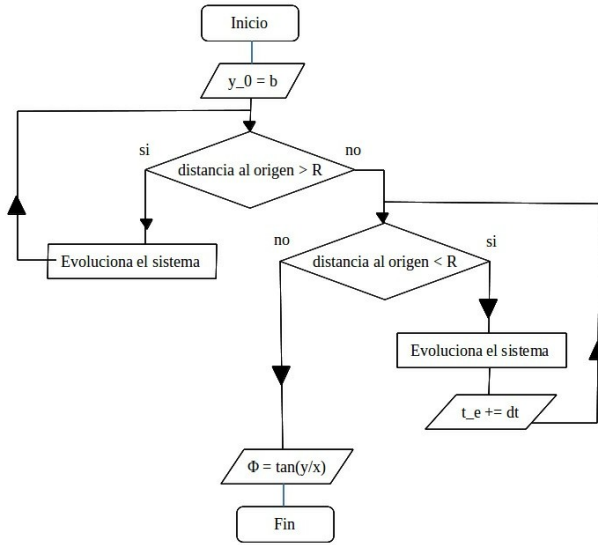 Inicio
y_0 = b
si
no
distancia al origen > R
Evoluciona el sistema
no
si
distancia al origen < R
Evoluciona el sistema
t_e += dt
Φ = tan(y/x)
Fin